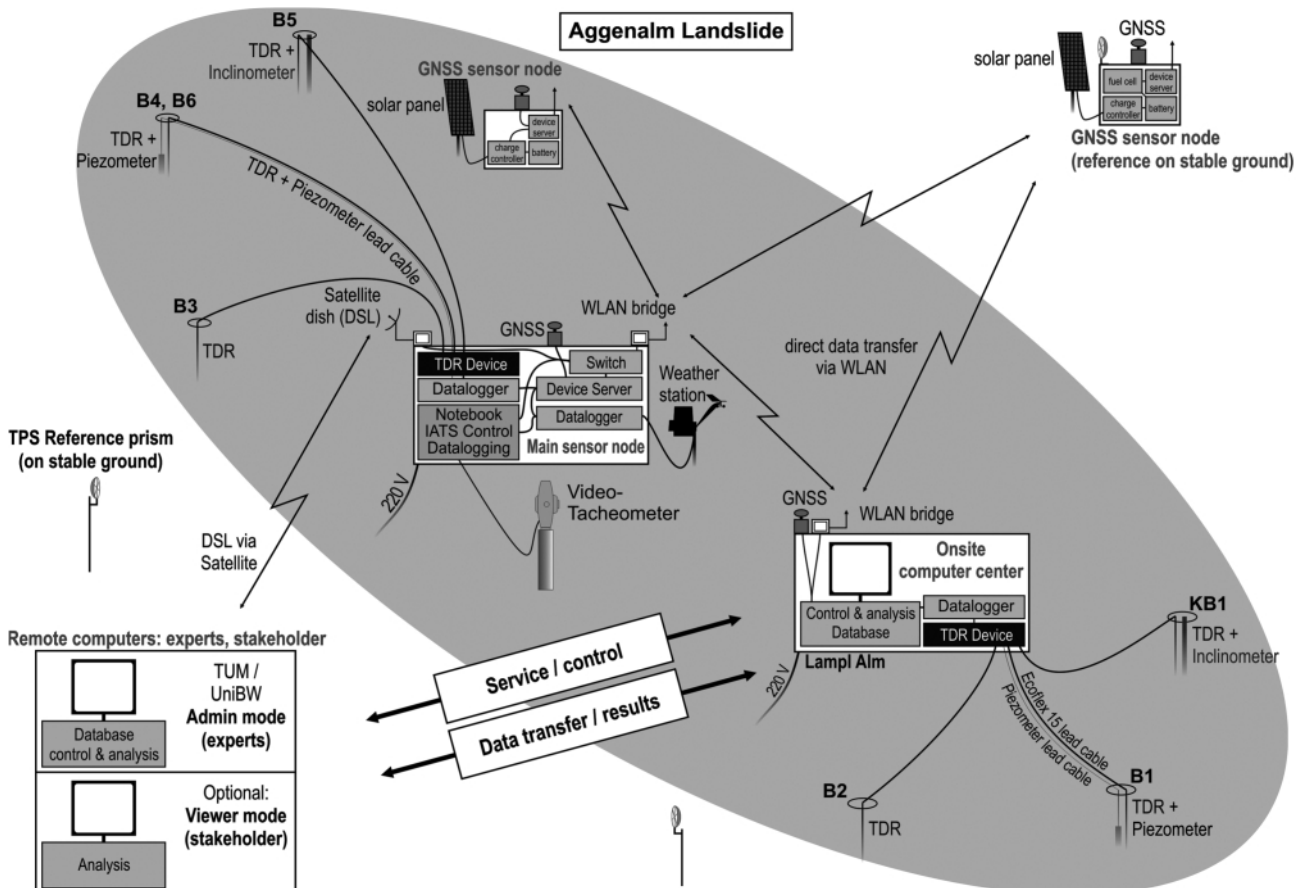 Aggenalm Landslide
B5
TDR +
Inclinometer
B4, B6
TDR +
Piezometer
TDR + Piezometer lead cable
B3
TDR
GNSS sensor node
solar panel
device
server
charge
controller
battery
GNSS
solar panel
fuel cell
device
server
charge
controller
battery
GNSS sensor node
(reference on stable ground)
Satellite
dish (DSL)
GNSS
WLAN bridge
TDR Device
Switch
Datalogger
Device Server
Notebook
IATS Control
Datalogging
Datalogger
Main sensor node
Weather
station
220 V
Video-
Tacheometer
direct data transfer
via WLAN
TPS Reference prism
(on stable ground)
DSL via
Satellite
GNSS
WLAN bridge
Onsite
computer center
Control & analysis
Database
Datalogger
TDR Device
Lampl Alm
220 V
KB1
TDR +
Inclinometer
Ecoflex 15 lead cable
Piezometer lead cable
B1
TDR +
Piezometer
B2
TDR
Service / control
Data transfer / results
Remote computers: experts, stakeholder
TUM /
UniBW
Admin mode
(experts)
Database
control & analysis
Optional:
Viewer mode
(stakeholder)
Analysis